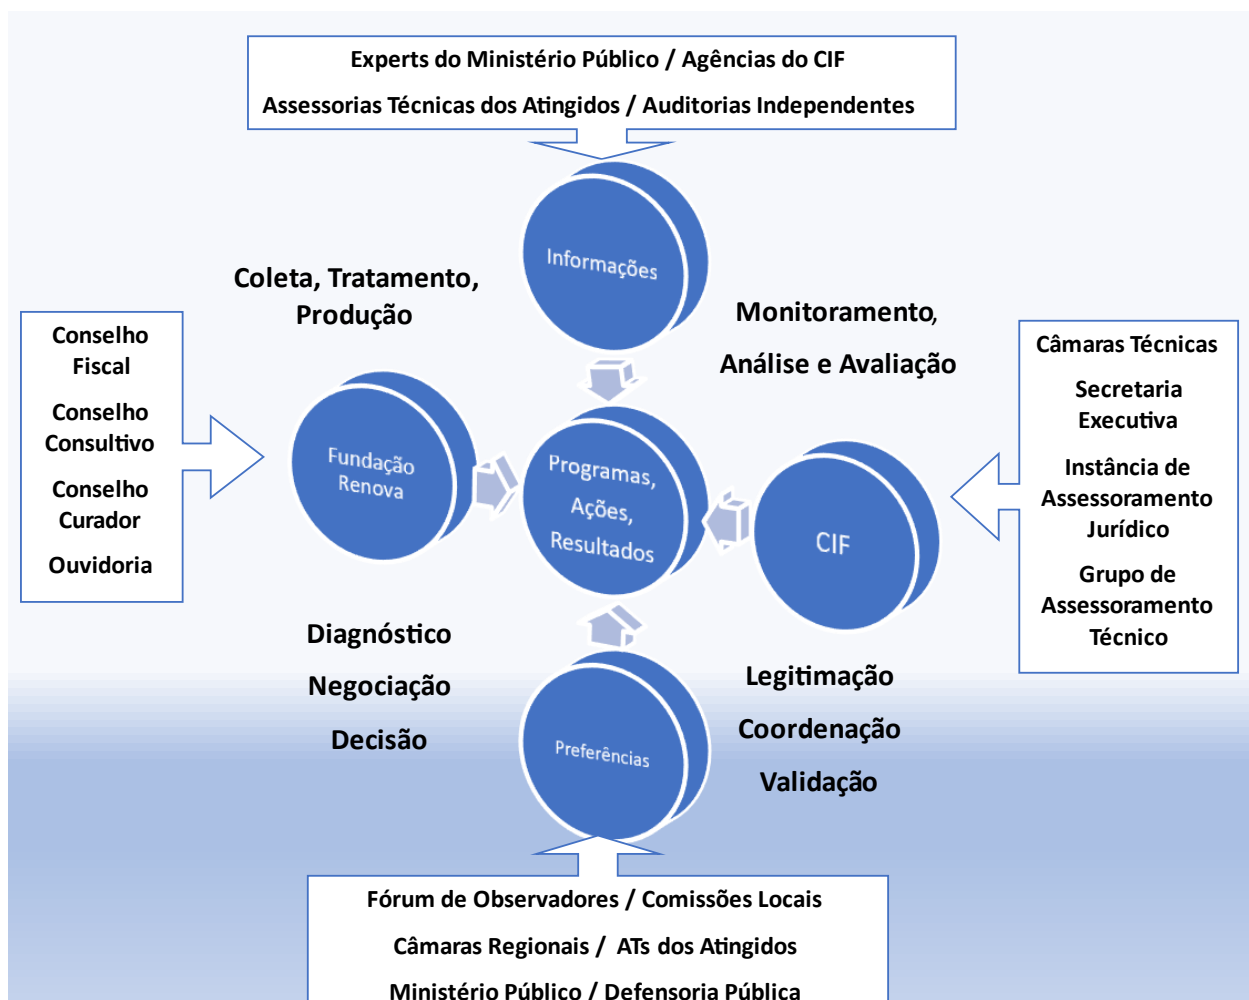 Experts do Ministério Público / Agências do CIF
Assessorias Técnicas dos Atingidos / Auditorias Independentes
Informações
Coleta, Tratamento,
Produção
Monitoramento,
Análise e Avaliação
Conselho
Fiscal
Conselho
Consultivo
Conselho
Curador
Ouvidoria
Fundação
Renova
Programas,
Ações,
Resultados
CIF
Câmaras Técnicas
Secretaria
Executiva
Instância de
Assessoramento
Jurídico
Grupo de
Assessoramento
Técnico
Diagnóstico
Negociação
Decisão
Preferências
Legitimação
Coordenação
Validação
Fórum de Observadores / Comissões Locais
Câmaras Regionais / ATs dos Atingidos
Ministério Público / Defensoria Pública